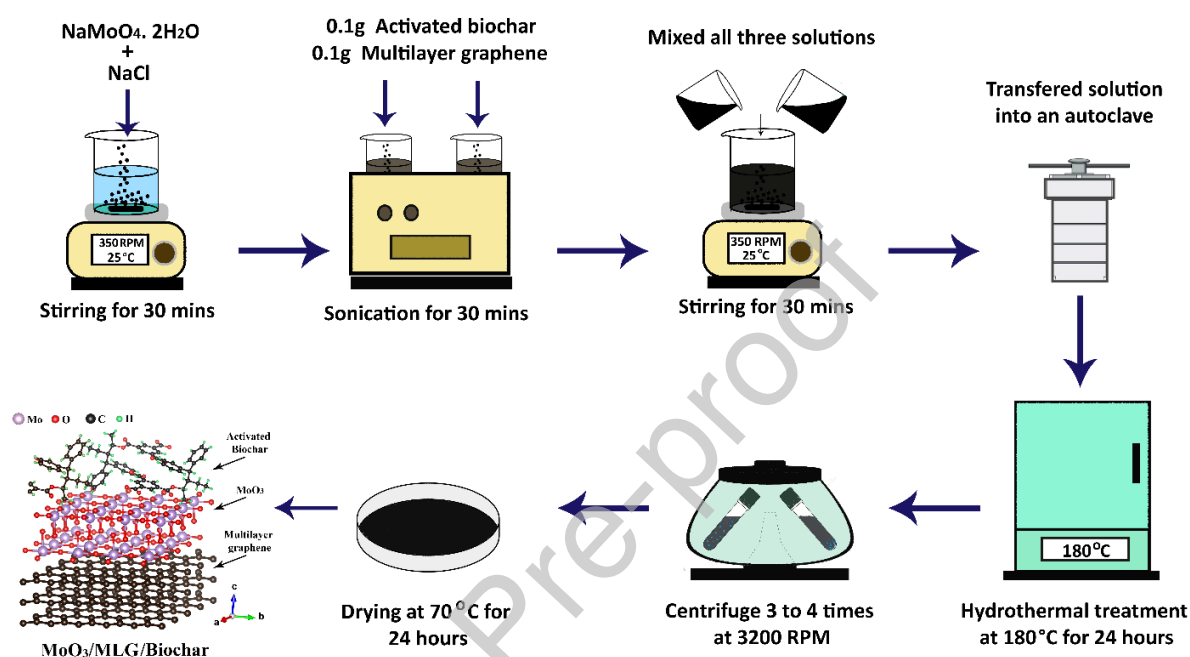 NaMoO₄. 2H₂O
+
NaCl
350 RPM
25°C
Stirring for 30 mins
0.1g Activated biochar
0.1g Multilayer graphene
Sonication for 30 mins
Mixed all three solutions
350 RPM
25°C
Stirring for 30 mins
Transfered solution
into an autoclave
180°C
Hydrothermal treatment
at 180°C for 24 hours
Centrifuge 3 to 4 times
at 3200 RPM
Drying at 70°C for
24 hours
Mo O C H
Activated
Biochar
MoO₃
Multilayer
graphene
c
a b
MoO₃/MLG/Biochar
Pre-proof